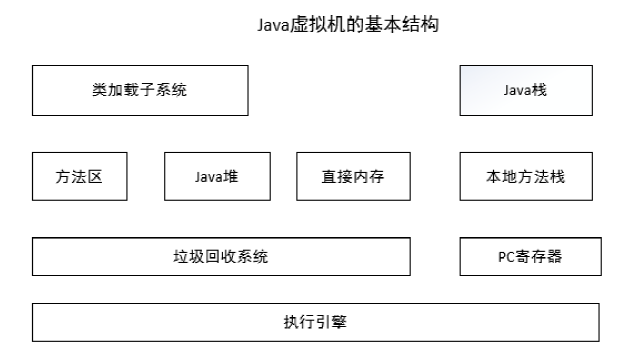 Java虚拟机的基本结构
类加载子系统
Java栈
方法区
Java堆
直接内存
本地方法栈
垃圾回收系统
PC寄存器
执行引擎